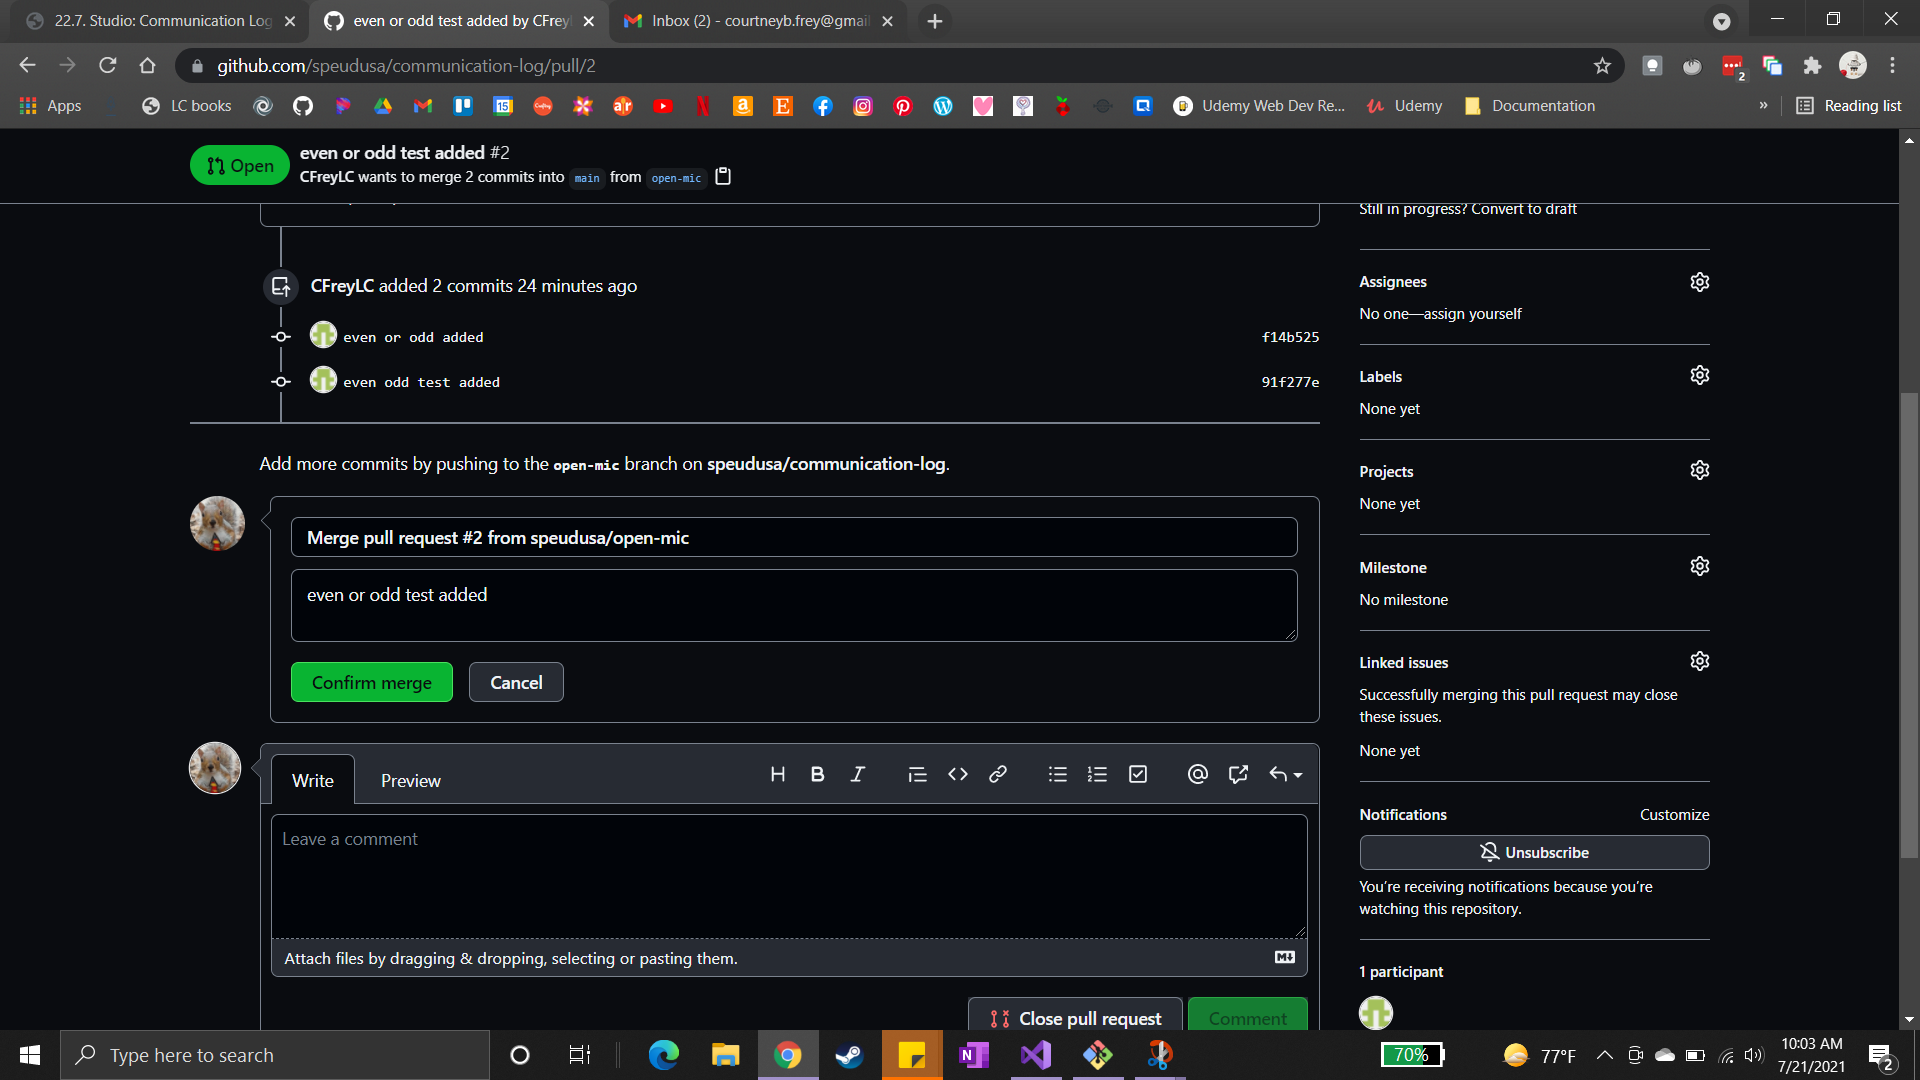 22.7. Studio: Communication Log
even or odd test added by CFrey
Inbox (2) - courtneyb.frey@gmai
github.com/speudusa/communication-log/pull/2
2
Apps
LC books
15
Udemy Web Dev Re...
Udemy
Documentation
»
Reading list
Open
even or odd test added #2
CFreyLC wants to merge 2 commits into main from open-mic
Still in progress? Convert to draft
CFreyLC added 2 commits 24 minutes ago
even or odd added f14b525
even odd test added 91f277e
Add more commits by pushing to the open-mic branch on speudusa/communication-log.
Merge pull request #2 from speudusa/open-mic
even or odd test added
Confirm merge
Cancel
Write
Preview
Leave a comment
Attach files by dragging & dropping, selecting or pasting them.
Close pull request
Comment
Assignees
No one—assign yourself
Labels
None yet
Projects
None yet
Milestone
No milestone
Linked issues
Successfully merging this pull request may close
these issues.
None yet
Notifications
Customize
Unsubscribe
You're receiving notifications because you're
watching this repository.
1 participant
Type here to search
70%
77°F
10:03 AM
7/21/2021
2